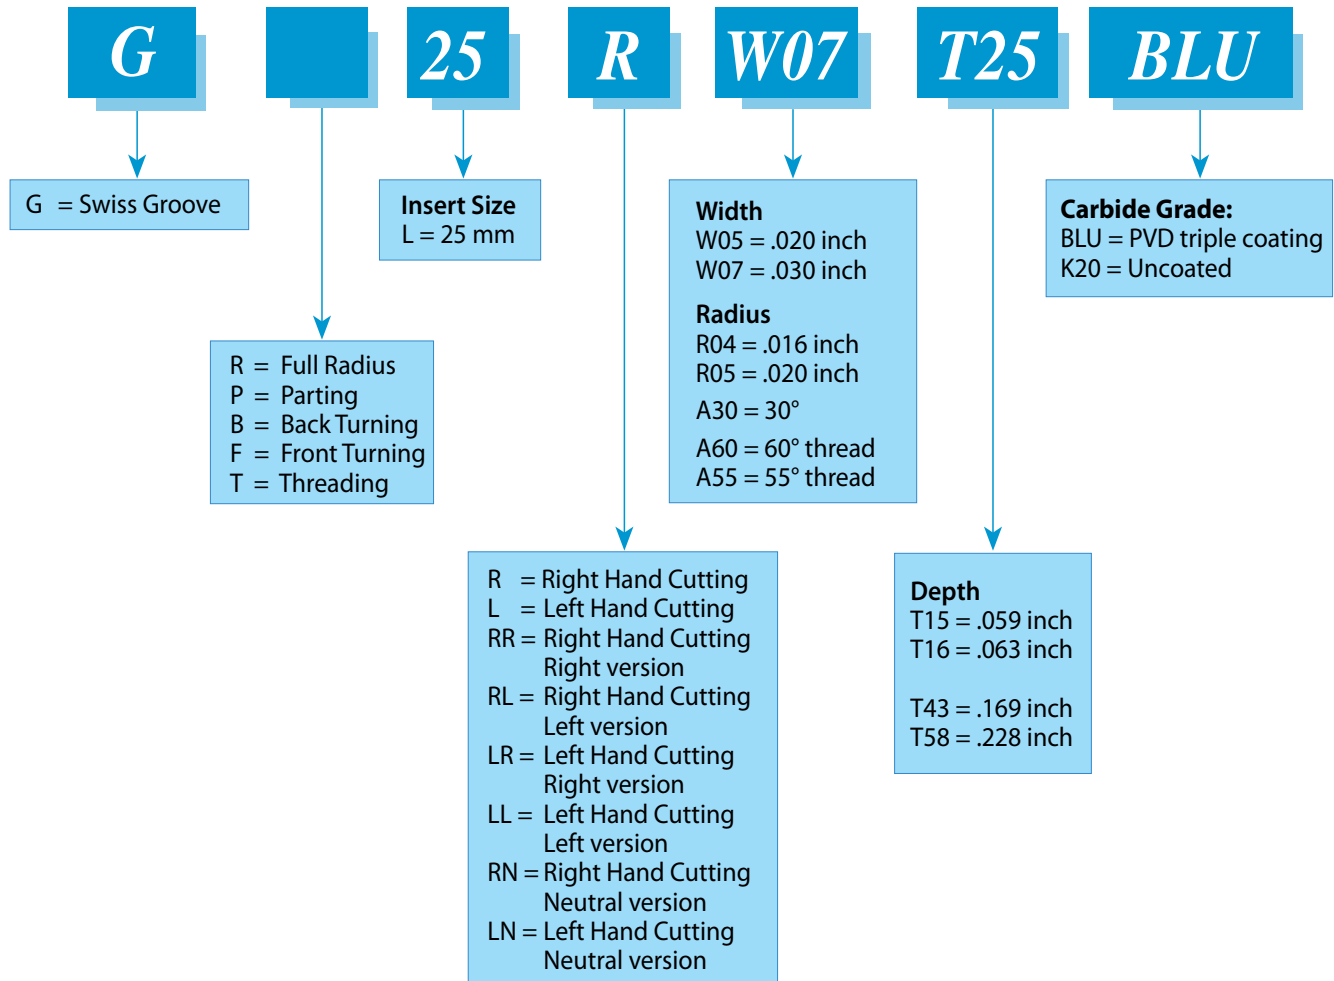 G 25 R W07 T25 BLU
G = Swiss Groove
R = Full Radius
P = Parting
B = Back Turning
F = Front Turning
T = Threading
Insert Size
L = 25 mm
R = Right Hand Cutting
L = Left Hand Cutting
RR = Right Hand Cutting
Right version
RL = Right Hand Cutting
Left version
LR = Left Hand Cutting
Right version
LL = Left Hand Cutting
Left version
RN = Right Hand Cutting
Neutral version
LN = Left Hand Cutting
Neutral version
Width
W05 = .020 inch
W07 = .030 inch
Radius
R04 = .016 inch
R05 = .020 inch
A30 = 30°
A60 = 60° thread
A55 = 55° thread
Depth
T15 = .059 inch
T16 = .063 inch
T43 = .169 inch
T58 = .228 inch
Carbide Grade:
BLU = PVD triple coating
K20 = Uncoated